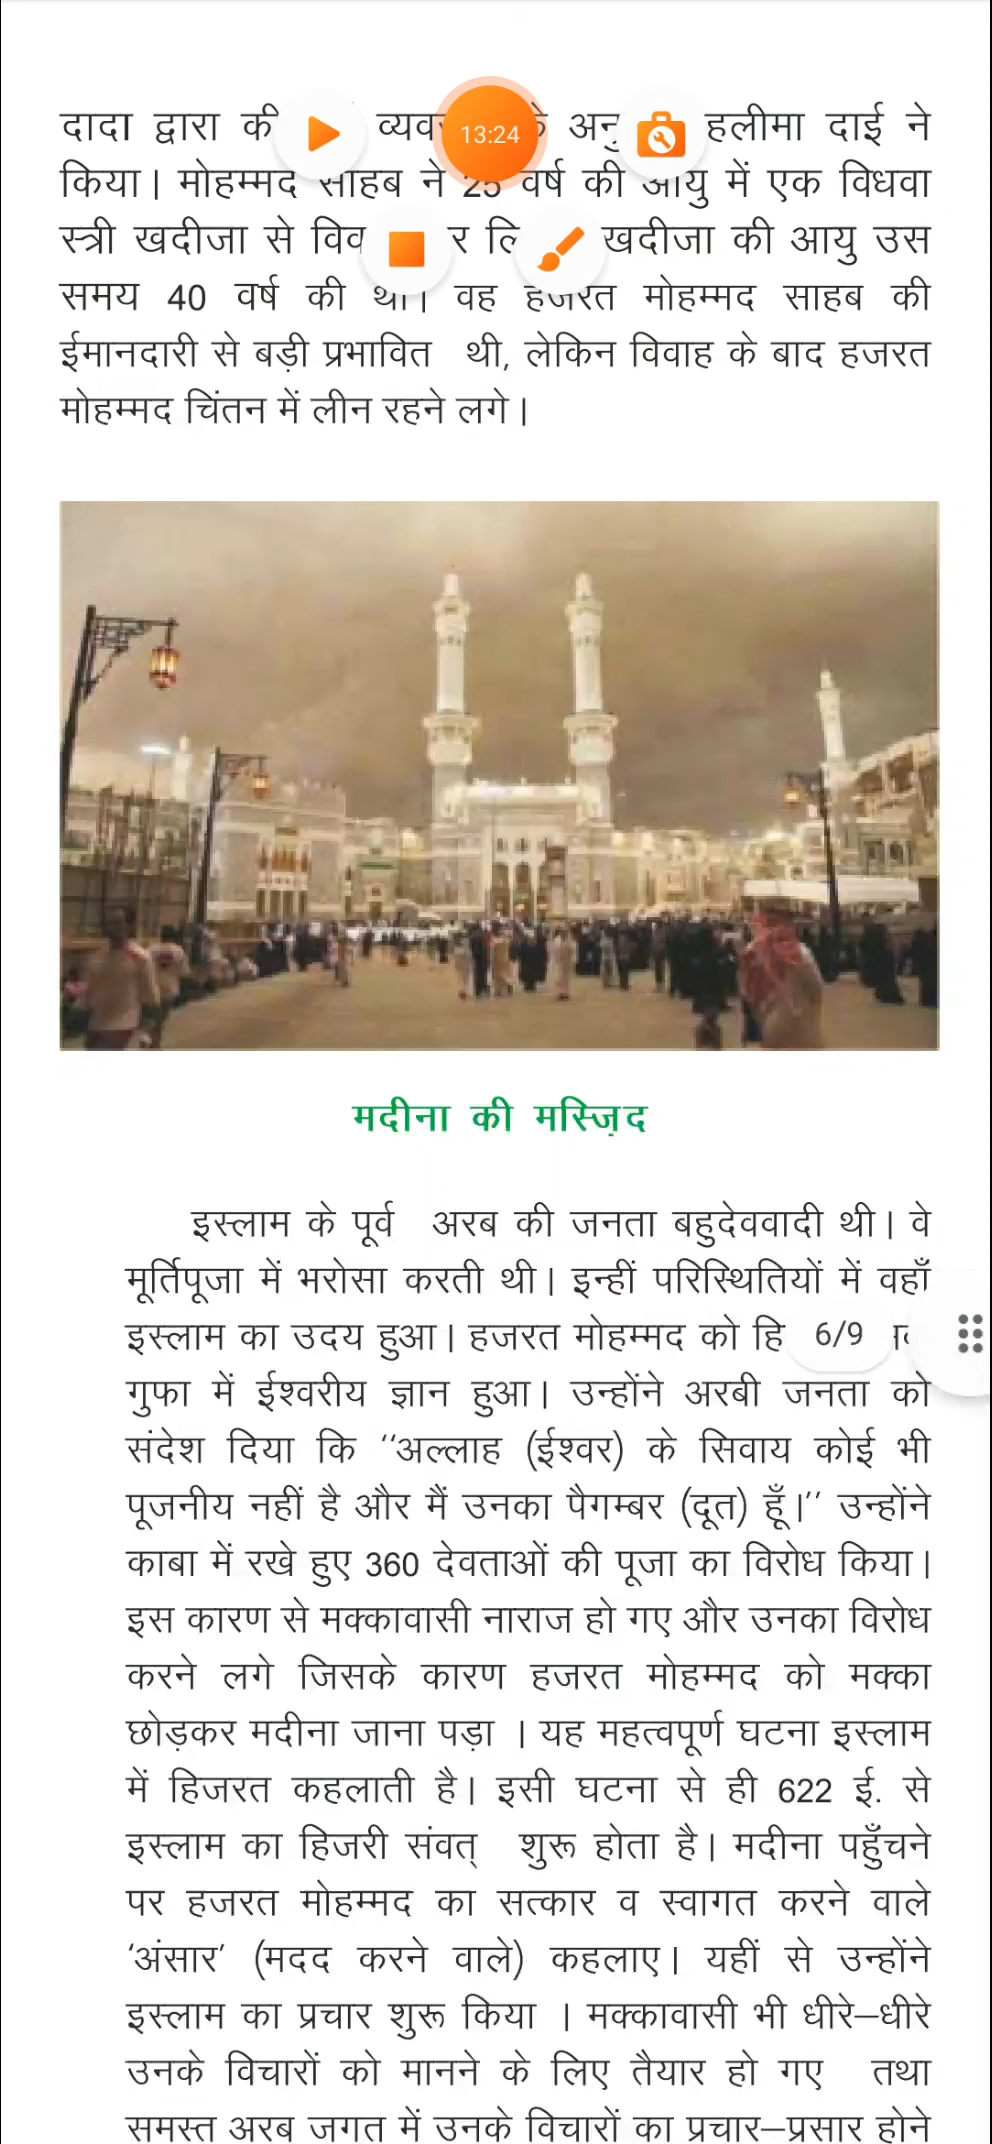 दादा द्वारा की व्यव के अनु हलीमा दाई ने
13:24
किया। मोहम्मद साहब ने 25 वर्ष की आयु में एक विधवा
स्त्री खदीजा से विव र लि खदीजा की आयु उस
समय 40 वर्ष की थी। वह हजरत मोहम्मद साहब की
ईमानदारी से बड़ी प्रभावित थी, लेकिन विवाह के बाद हजरत
मोहम्मद चिंतन में लीन रहने लगे।
मदीना की मस्जि़द
इस्लाम के पूर्व अरब की जनता बहुदेववादी थी। वे
मूर्तिपूजा में भरोसा करती थी। इन्हीं परिस्थितियों में वहाँ
इस्लाम का उदय हुआ। हजरत मोहम्मद को हि
6/9
गुफा में ईश्वरीय ज्ञान हुआ। उन्होंने अरबी जनता को
संदेश दिया कि ''अल्लाह (ईश्वर) के सिवाय कोई भी
पूजनीय नहीं है और मैं उनका पैगम्बर (दूत) हूँ।'' उन्होंने
काबा में रखे हुए 360 देवताओं की पूजा का विरोध किया।
इस कारण से मक्कावासी नाराज हो गए और उनका विरोध
करने लगे जिसके कारण हजरत मोहम्मद को मक्का
छोड़कर मदीना जाना पड़ा । यह महत्वपूर्ण घटना इस्लाम
में हिजरत कहलाती है। इसी घटना से ही 622 ई. से
इस्लाम का हिजरी संवत् शुरू होता है। मदीना पहुँचने
पर हजरत मोहम्मद का सत्कार व स्वागत करने वाले
'अंसार' (मदद करने वाले) कहलाए। यहीं से उन्होंने
इस्लाम का प्रचार शुरू किया । मक्कावासी भी धीरे–धीरे
उनके विचारों को मानने के लिए तैयार हो गए तथा
समस्त अरब जगत में उनके विचारों का प्रचार–प्रसार होने